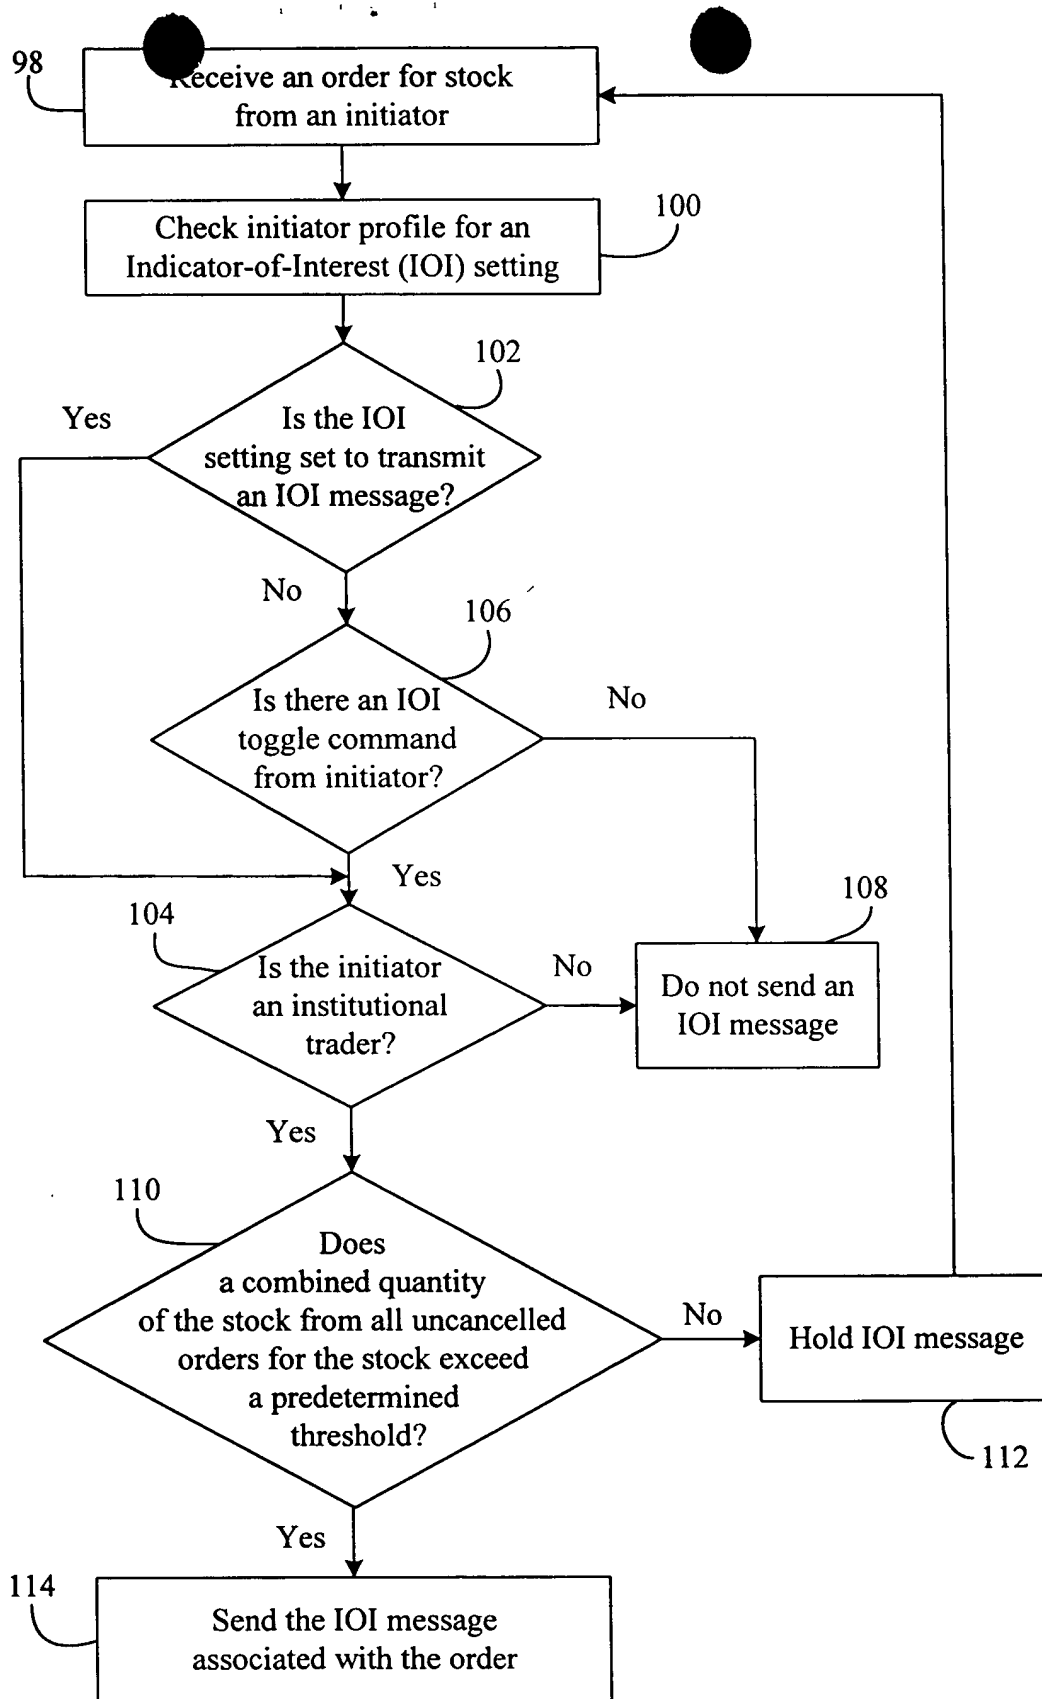 98
Receive an order for stock
from an initiator
100
Check initiator profile for an
Indicator-of-Interest (IOI) setting
102
Yes
Is the IOI
setting set to transmit
an IOI message?
No
106
Is there an IOI
toggle command
from initiator?
No
Yes
104
108
Is the initiator
an institutional
trader?
No
Do not send an
IOI message
Yes
110
Does
a combined quantity
of the stock from all uncancelled
orders for the stock exceed
a predetermined
threshold?
No
Hold IOI message
112
Yes
114
Send the IOI message
associated with the order